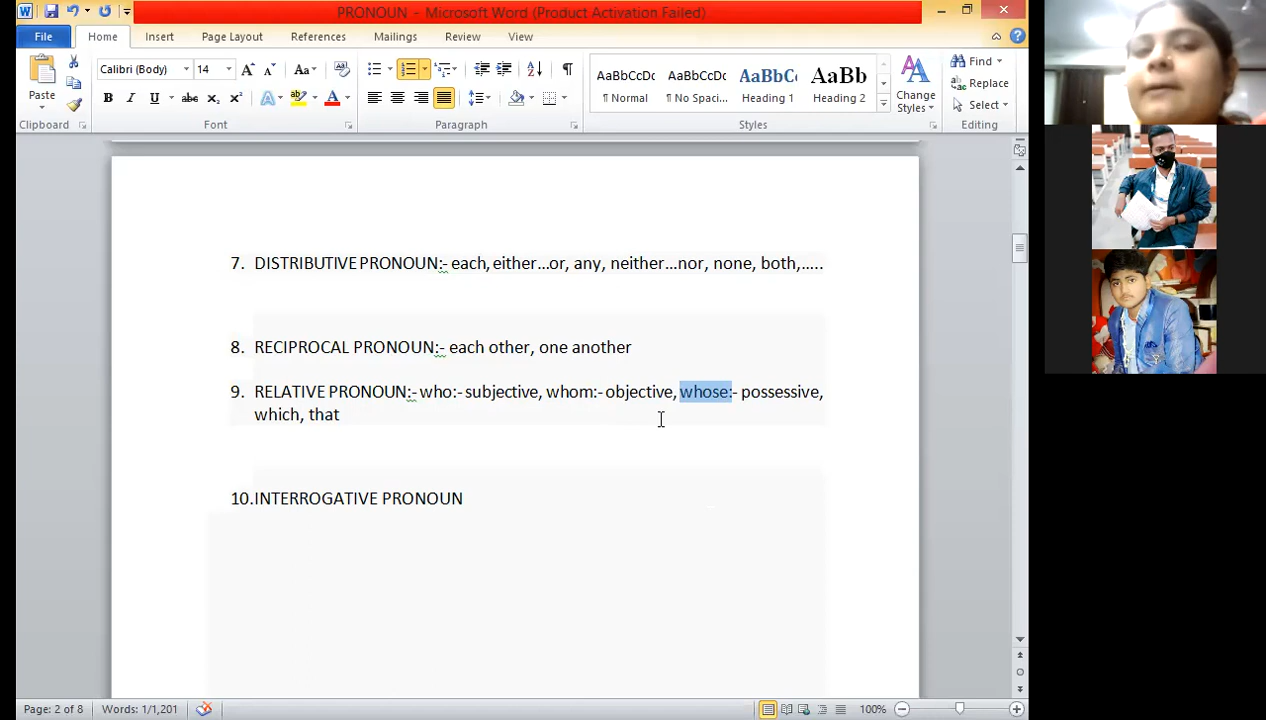 PRONOUN - Microsoft Word (Product Activation Failed)
File Home Insert Page Layout References Mailings Review View
Paste
Calibri (Body) 14
AaBbCcDc AaBbCcDc AaBbCc AaBb
¶ Normal ¶ No Spaci... Heading 1 Heading 2
Change Styles
Find
Replace
Select
Clipboard Font Paragraph Styles Editing
7. DISTRIBUTIVE PRONOUN:- each, either...or, any, neither...nor, none, both,.....
8. RECIPROCAL PRONOUN:- each other, one another
9. RELATIVE PRONOUN:- who:- subjective, whom:- objective, whose:- possessive,
which, that
10.INTERROGATIVE PRONOUN
Page: 2 of 8 Words: 1/1,201 100%